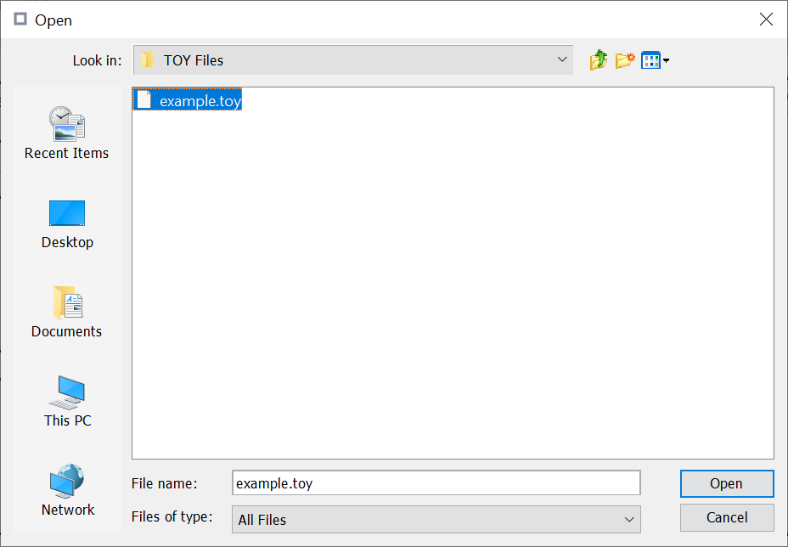 Open
Look in:
TOY Files
example.toy
Recent Items
Desktop
Documents
This PC
Network
File name:
example.toy
Open
Files of type:
All Files
Cancel